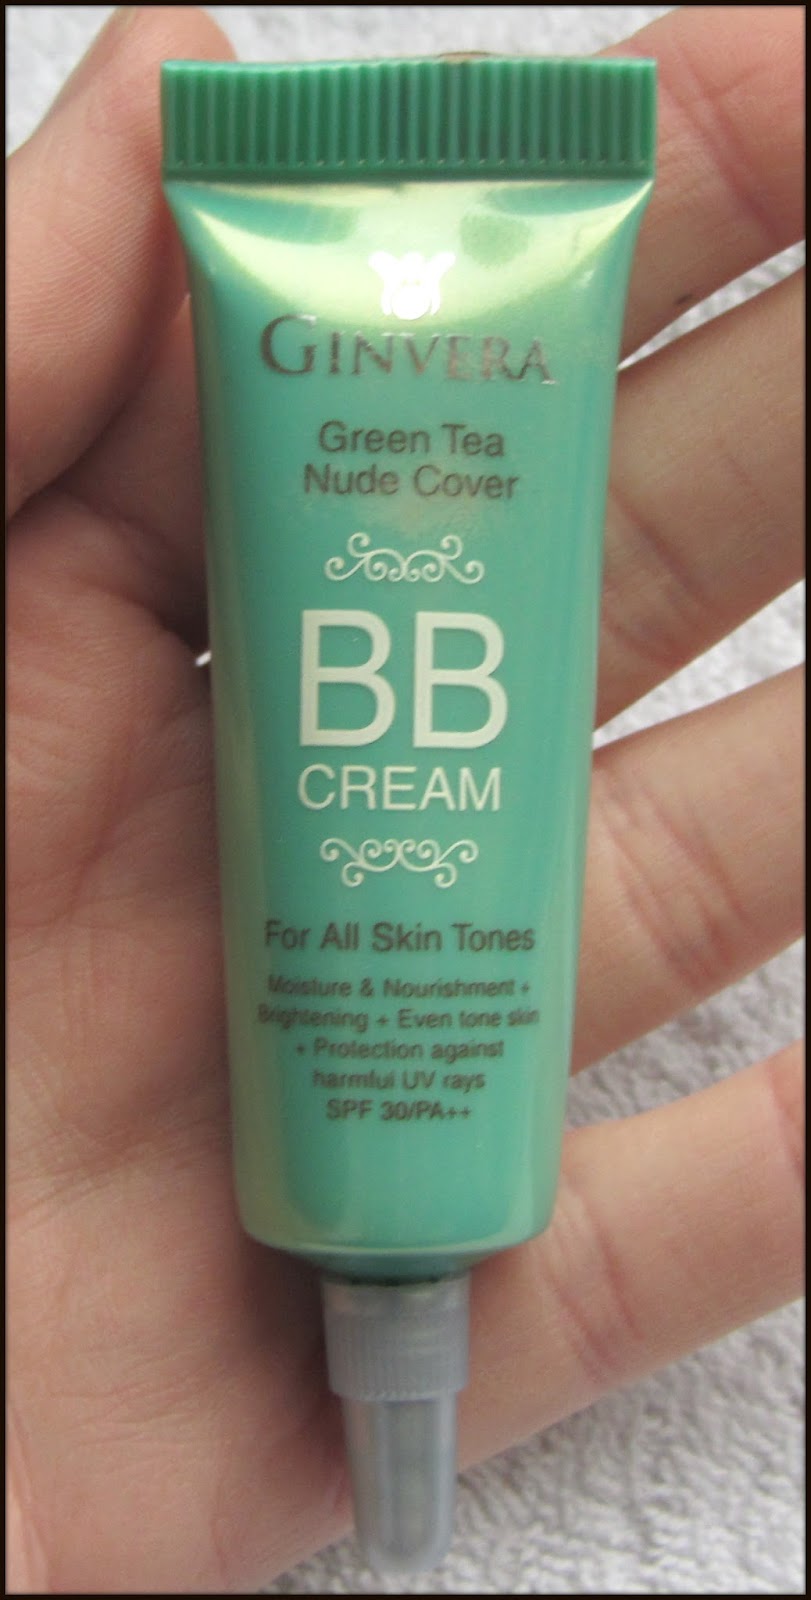 GINVERA
Green Tea
Nude Cover
BB
CREAM
For All Skin Tones
Moisture & Nourishment +
Brightening + Even tone skin
+ Protection against
harmful UV rays
SPF 30/PA++